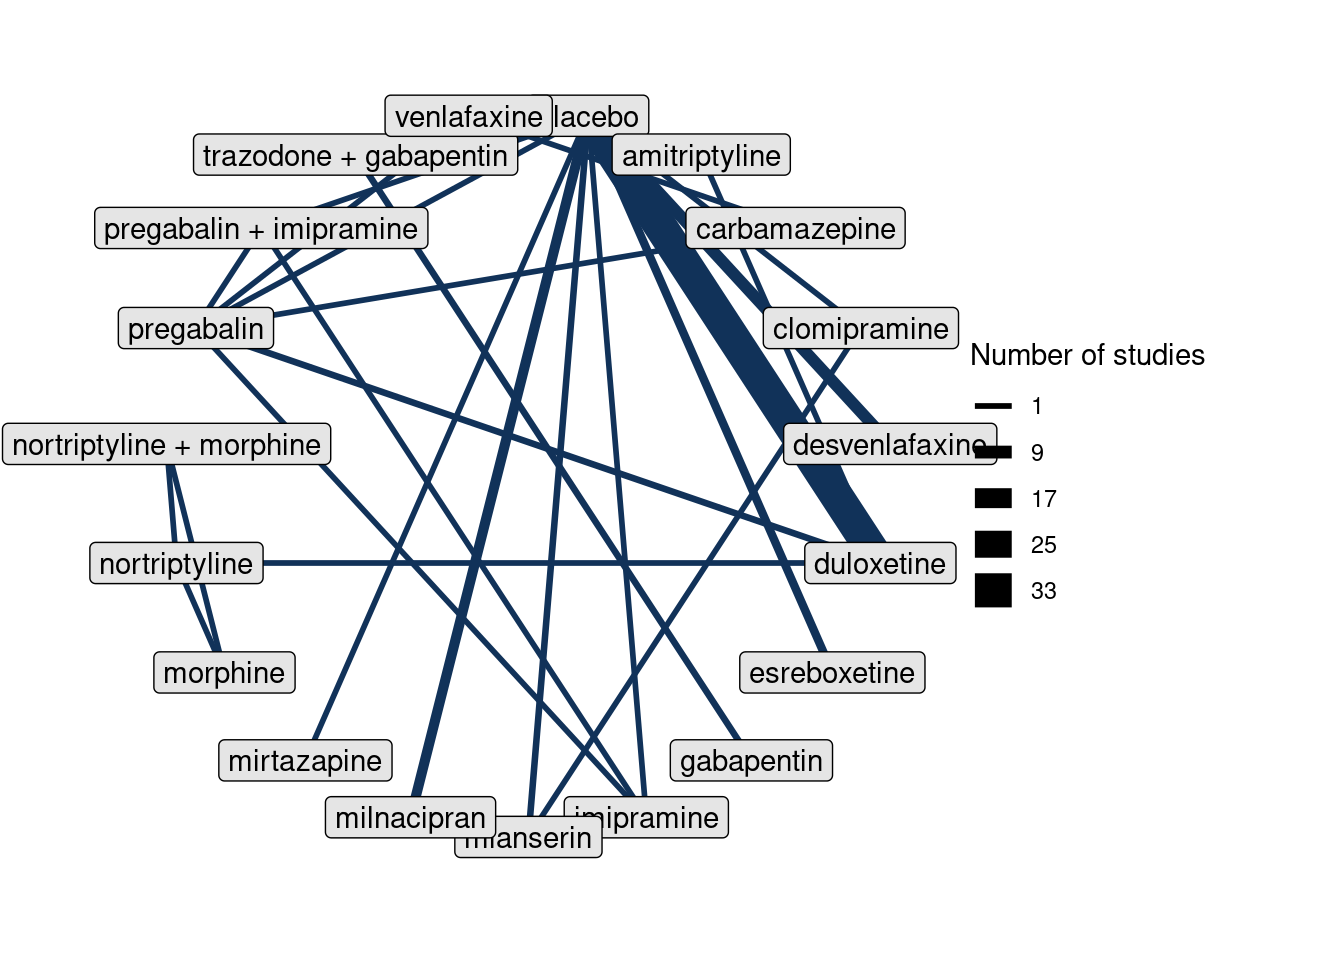 venlafaxine
lacebo
trazodone + gabapentin
amitriptyline
pregabalin + imipramine
carbamazepine
pregabalin
clomipramine
Number of studies
1
nortriptyline + morphine
desvenlafaxine
9
17
25
nortriptyline
duloxetine
33
morphine
esreboxetine
mirtazapine
gabapentin
milnacipran
imipramine
mianserin